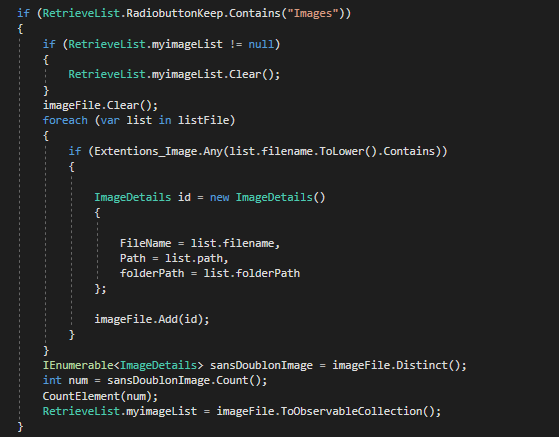 if (RetrieveList.RadiobuttonKeep.Contains("Images"))
{
if (RetrieveList.myimageList != null)
{
RetrieveList.myimageList.Clear();
}
imageFile.Clear();
foreach (var list in listFile)
{
if (Extentions_Image.Any(list.filename.ToLower().Contains))
{
ImageDetails id = new ImageDetails()
{
FileName = list.filename,
Path = list.path,
folderPath = list.folderPath
};
imageFile.Add(id);
}
}
IEnumerable<ImageDetails> sansDoublonImage = imageFile.Distinct();
int num = sansDoublonImage.Count();
CountElement(num);
RetrieveList.myimageList = imageFile.ToObservableCollection();
}